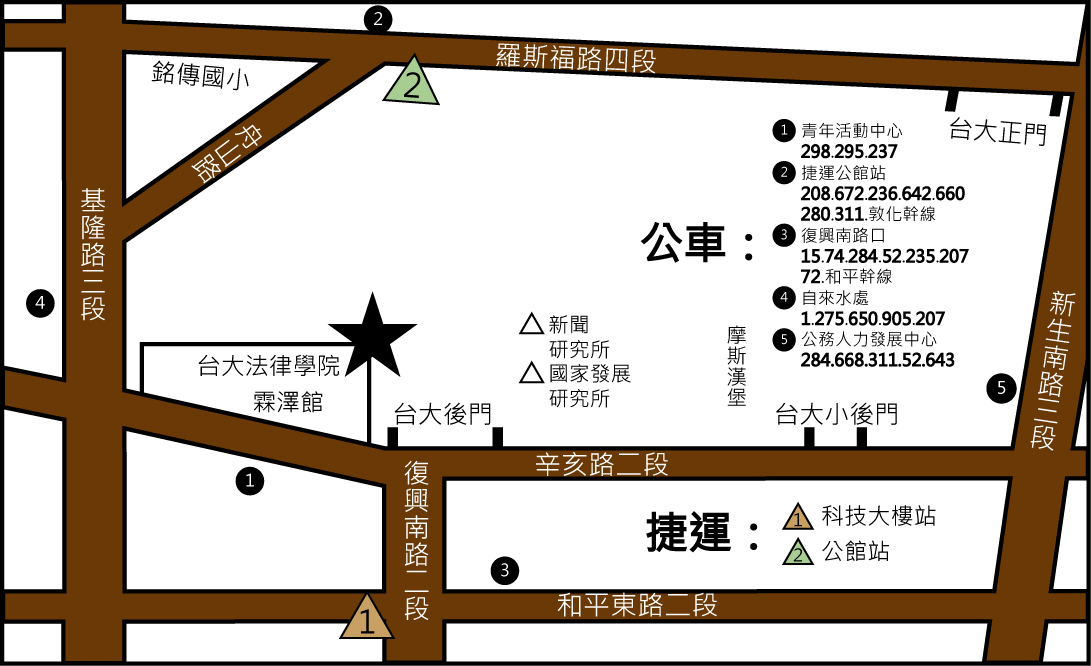 2
羅斯福路四段
銘傳國小
2
台大正門
舟山路
1 青年活動中心
298.295.237
2 捷運公館站
208.672.236.642.660
280.311.敦化幹線
公車：
3 復興南路口
15.74.284.52.235.207
72.和平幹線
4 自來水處
1.275.650.905.207
5 公務人力發展中心
284.668.311.52.643
基隆路三段
4
新生南路三段
新聞
研究所
國家發展
研究所
摩斯漢堡
台大法律學院
霖澤館
5
台大後門
台大小後門
辛亥路二段
1
復興南路二段
捷運：
1 科技大樓站
2 公館站
3
和平東路二段
1